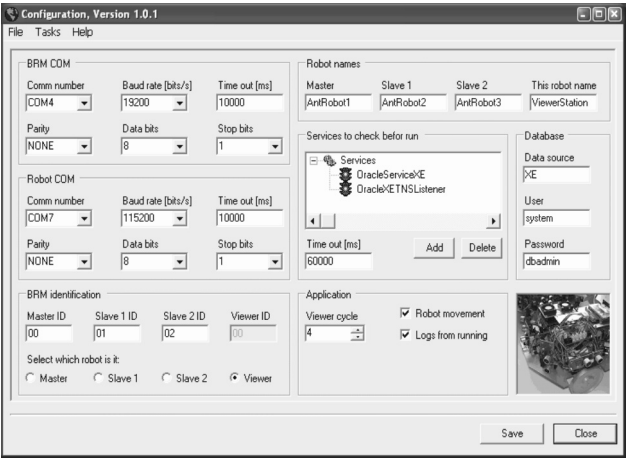 Configuration, Version 1.0.1
File Tasks Help
BRM COM
Comm number Baud rate [bits/s] Time out [ms]
COM4 19200 10000
Parity Data bits Stop bits
NONE 8 1
Robot COM
Comm number Baud rate [bits/s] Time out [ms]
COM7 115200 10000
Parity Data bits Stop bits
NONE 8 1
BRM identification
Master ID Slave 1 ID Slave 2 ID Viewer ID
00 01 02 00
Select which robot is it:
Master Slave 1 Slave 2 Viewer
Robot names
Master Slave 1 Slave 2 This robot name
AntRobot1 AntRobot2 AntRobot3 ViewerStation
Services to check befor run
Services
OracleServiceXE
OracleXETNSListener
Time out [ms]
60000 Add Delete
Database
Data source
XE
User
system
Password
dbadmin
Application
Viewer cycle
4
Robot movement
Logs from running
Save Close